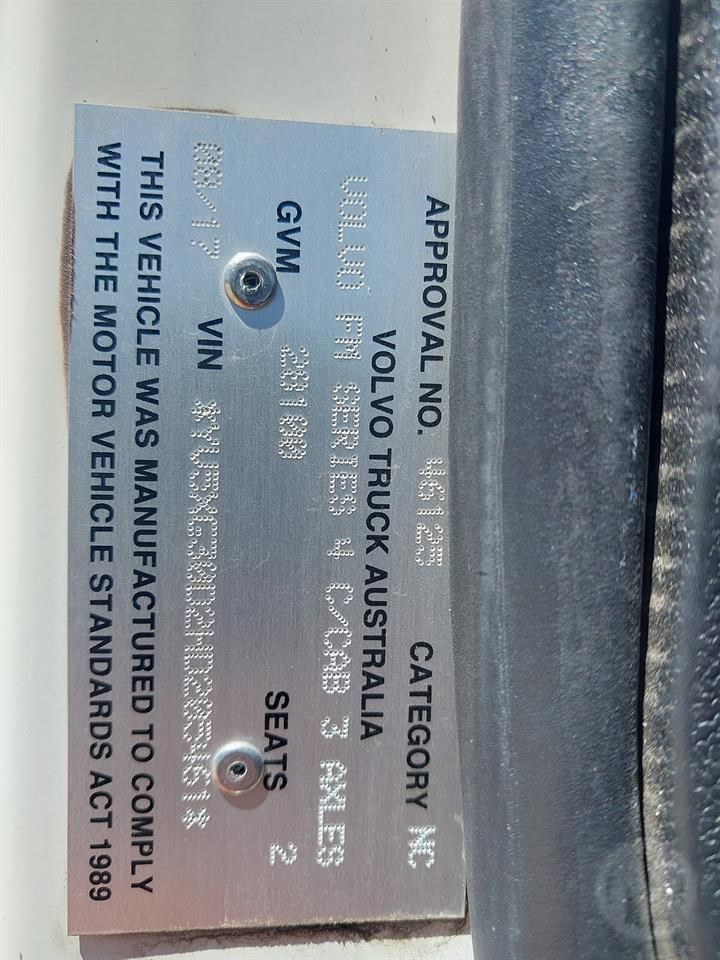 APPROVAL NO. 46125 CATEGORY NC
VOLVO TRUCK AUSTRALIA
VOLVO FM SERIES 4 C/CAB 3 AXLES
GVM 28100 SEATS 2
08/17 VIN
THIS VEHICLE WAS MANUFACTURED TO COMPLY
WITH THE MOTOR VEHICLE STANDARDS ACT 1989